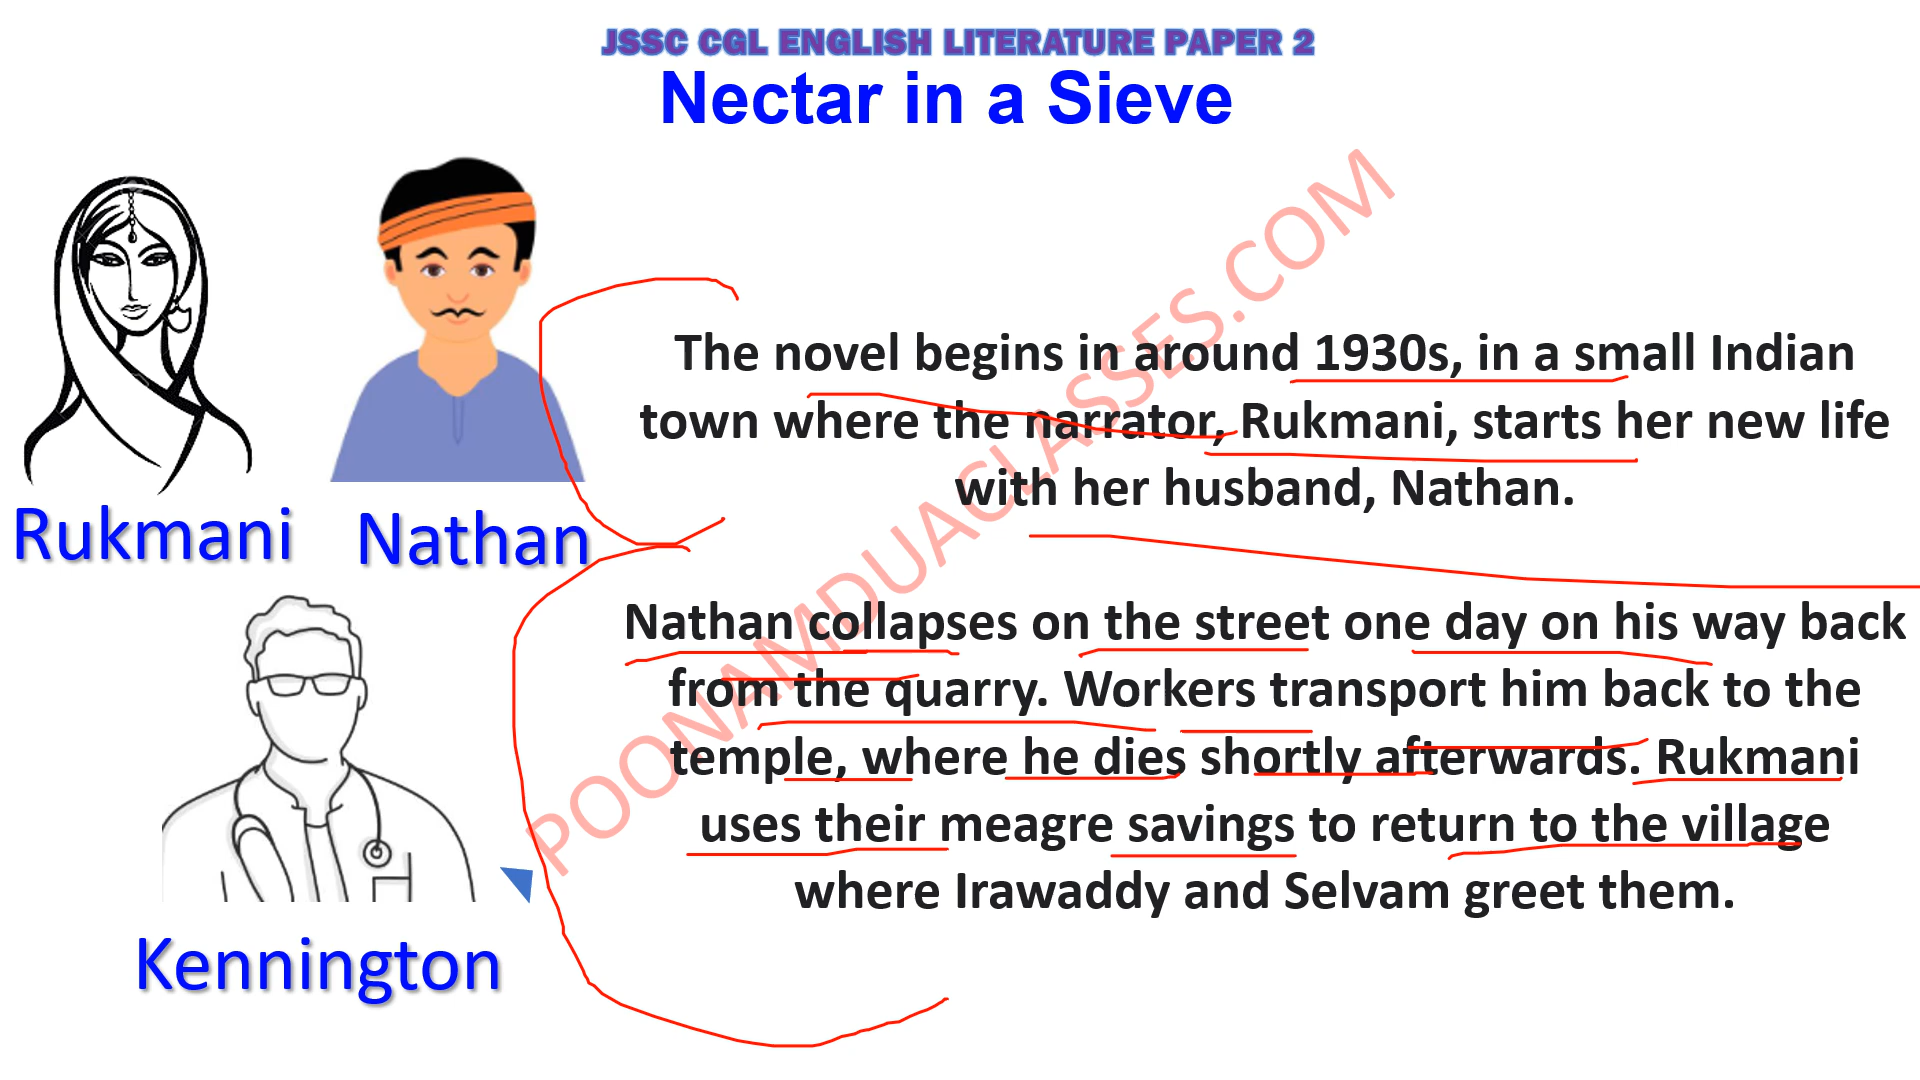 JSSC CGL ENGLISH LITERATURE PAPER 2
Nectar in a Sieve
Rukmani
Nathan
Kennington
The novel begins in around 1930s, in a small Indian
town where the narrator, Rukmani, starts her new life
with her husband, Nathan.
Nathan collapses on the street one day on his way back
from the quarry. Workers transport him back to the
temple, where he dies shortly afterwards. Rukmani
uses their meagre savings to return to the village
where Irawaddy and Selvam greet them.
POONAMDUACLASSES.COM